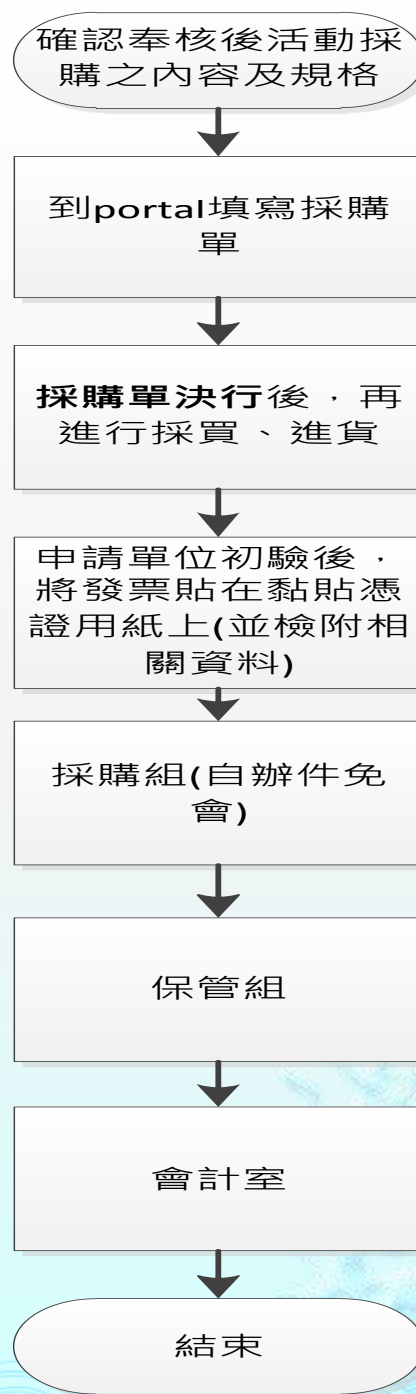 確認奉核後活動採
購之內容及規格
到portal填寫採購
單
採購單決行後，再
進行採買、進貨
申請單位初驗後，
將發票貼在黏貼憑
證用紙上(並檢附相
關資料)
採購組(自辦件免
會)
保管組
會計室
結束